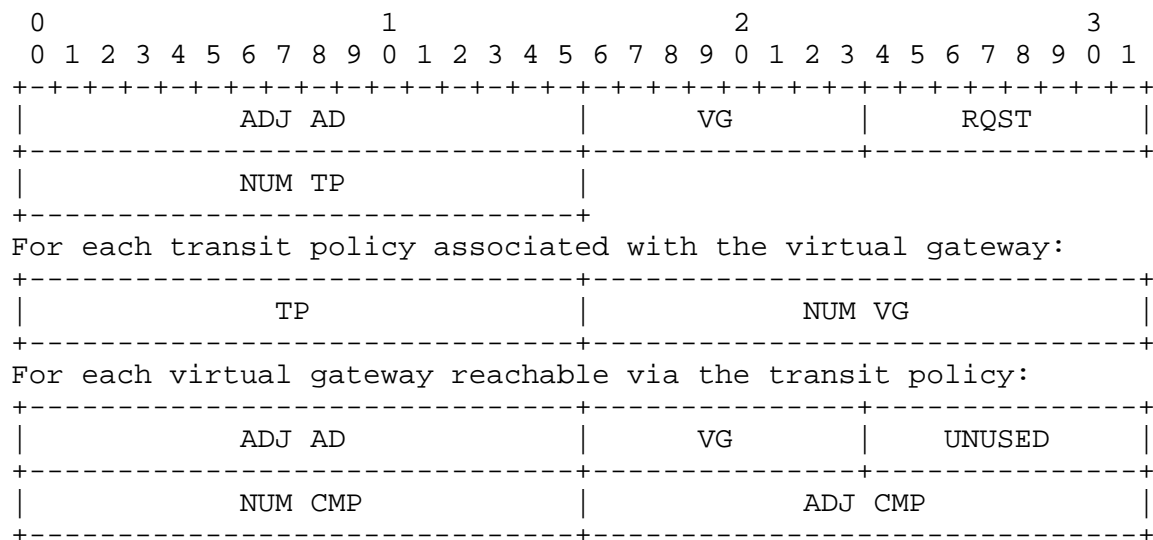 0                   1                   2                   3
 0 1 2 3 4 5 6 7 8 9 0 1 2 3 4 5 6 7 8 9 0 1 2 3 4 5 6 7 8 9 0 1
+-+-+-+-+-+-+-+-+-+-+-+-+-+-+-+-+-+-+-+-+-+-+-+-+-+-+-+-+-+-+-+-+
|            ADJ AD             |      VG       |     RQST      |
+-------------------------------+---------------+---------------+
|            NUM TP             |
+-------------------------------+
For each transit policy associated with the virtual gateway:
+-------------------------------+-------------------------------+
|              TP               |            NUM VG             |
+-------------------------------+-------------------------------+
For each virtual gateway reachable via the transit policy:
+-------------------------------+---------------+---------------+
|            ADJ AD             |      VG       |    UNUSED     |
+-------------------------------+---------------+---------------+
|            NUM CMP            |            ADJ CMP            |
+-------------------------------+-------------------------------+